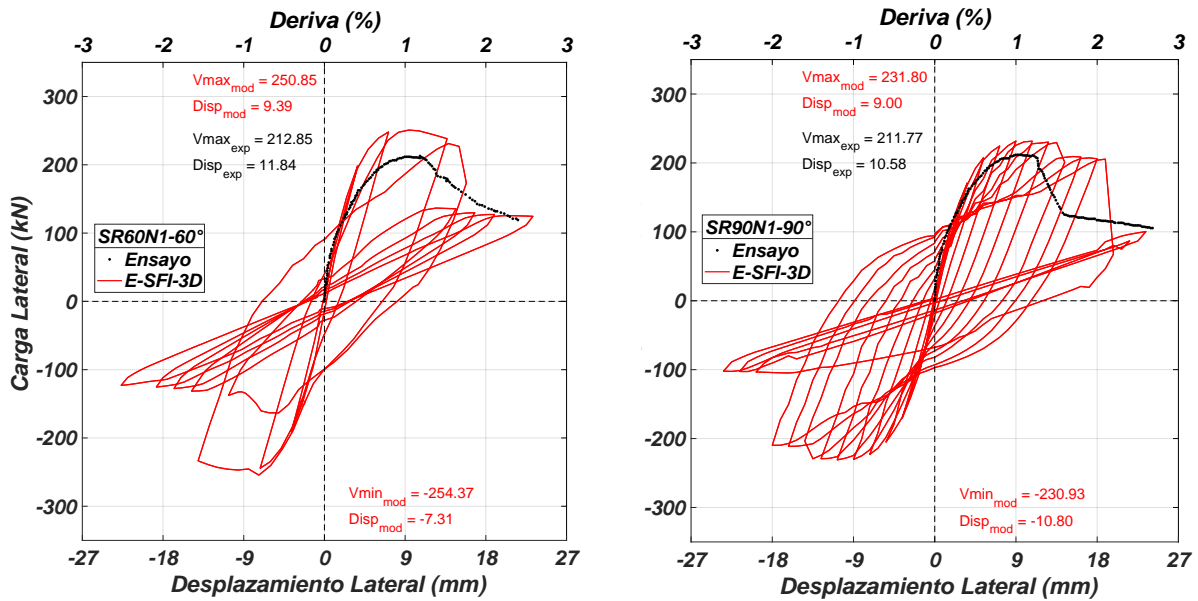 Deriva (%)
-3 -2 -1 0 1 2 3
Vmax_mod = 250.85
Disp_mod = 9.39
Vmax_exp = 212.85
Disp_exp = 11.84
SR60N1-60°
Ensayo
E-SFI-3D
Vmin_mod = -254.37
Disp_mod = -7.31
Carga Lateral (kN)
300
200
100
0
-100
-200
-300
-27 -18 -9 0 9 18 27
Desplazamiento Lateral (mm)
Deriva (%)
-3 -2 -1 0 1 2 3
Vmax_mod = 231.80
Disp_mod = 9.00
Vmax_exp = 211.77
Disp_exp = 10.58
SR90N1-90°
Ensayo
E-SFI-3D
Vmin_mod = -230.93
Disp_mod = -10.80
300
200
100
0
-100
-200
-300
-27 -18 -9 0 9 18 27
Desplazamiento Lateral (mm)